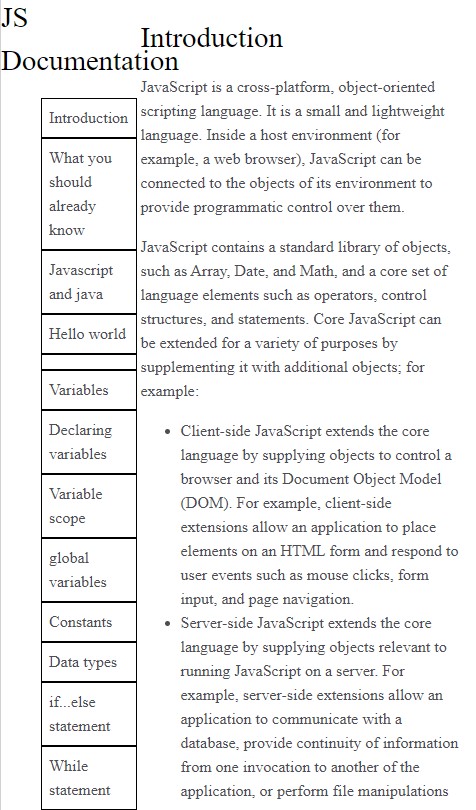 JS
Documentation
Introduction
What you
should
already
know
Javascript
and java
Hello world
Variables
Declaring
variables
Variable
scope
global
variables
Constants
Data types
if...else
statement
While
statement
Introduction
JavaScript is a cross-platform, object-oriented
scripting language. It is a small and lightweight
language. Inside a host environment (for
example, a web browser), JavaScript can be
connected to the objects of its environment to
provide programmatic control over them.
JavaScript contains a standard library of objects,
such as Array, Date, and Math, and a core set of
language elements such as operators, control
structures, and statements. Core JavaScript can
be extended for a variety of purposes by
supplementing it with additional objects; for
example:
• Client-side JavaScript extends the core
language by supplying objects to control a
browser and its Document Object Model
(DOM). For example, client-side
extensions allow an application to place
elements on an HTML form and respond to
user events such as mouse clicks, form
input, and page navigation.
• Server-side JavaScript extends the core
language by supplying objects relevant to
running JavaScript on a server. For
example, server-side extensions allow an
application to communicate with a
database, provide continuity of information
from one invocation to another of the
application, or perform file manipulations